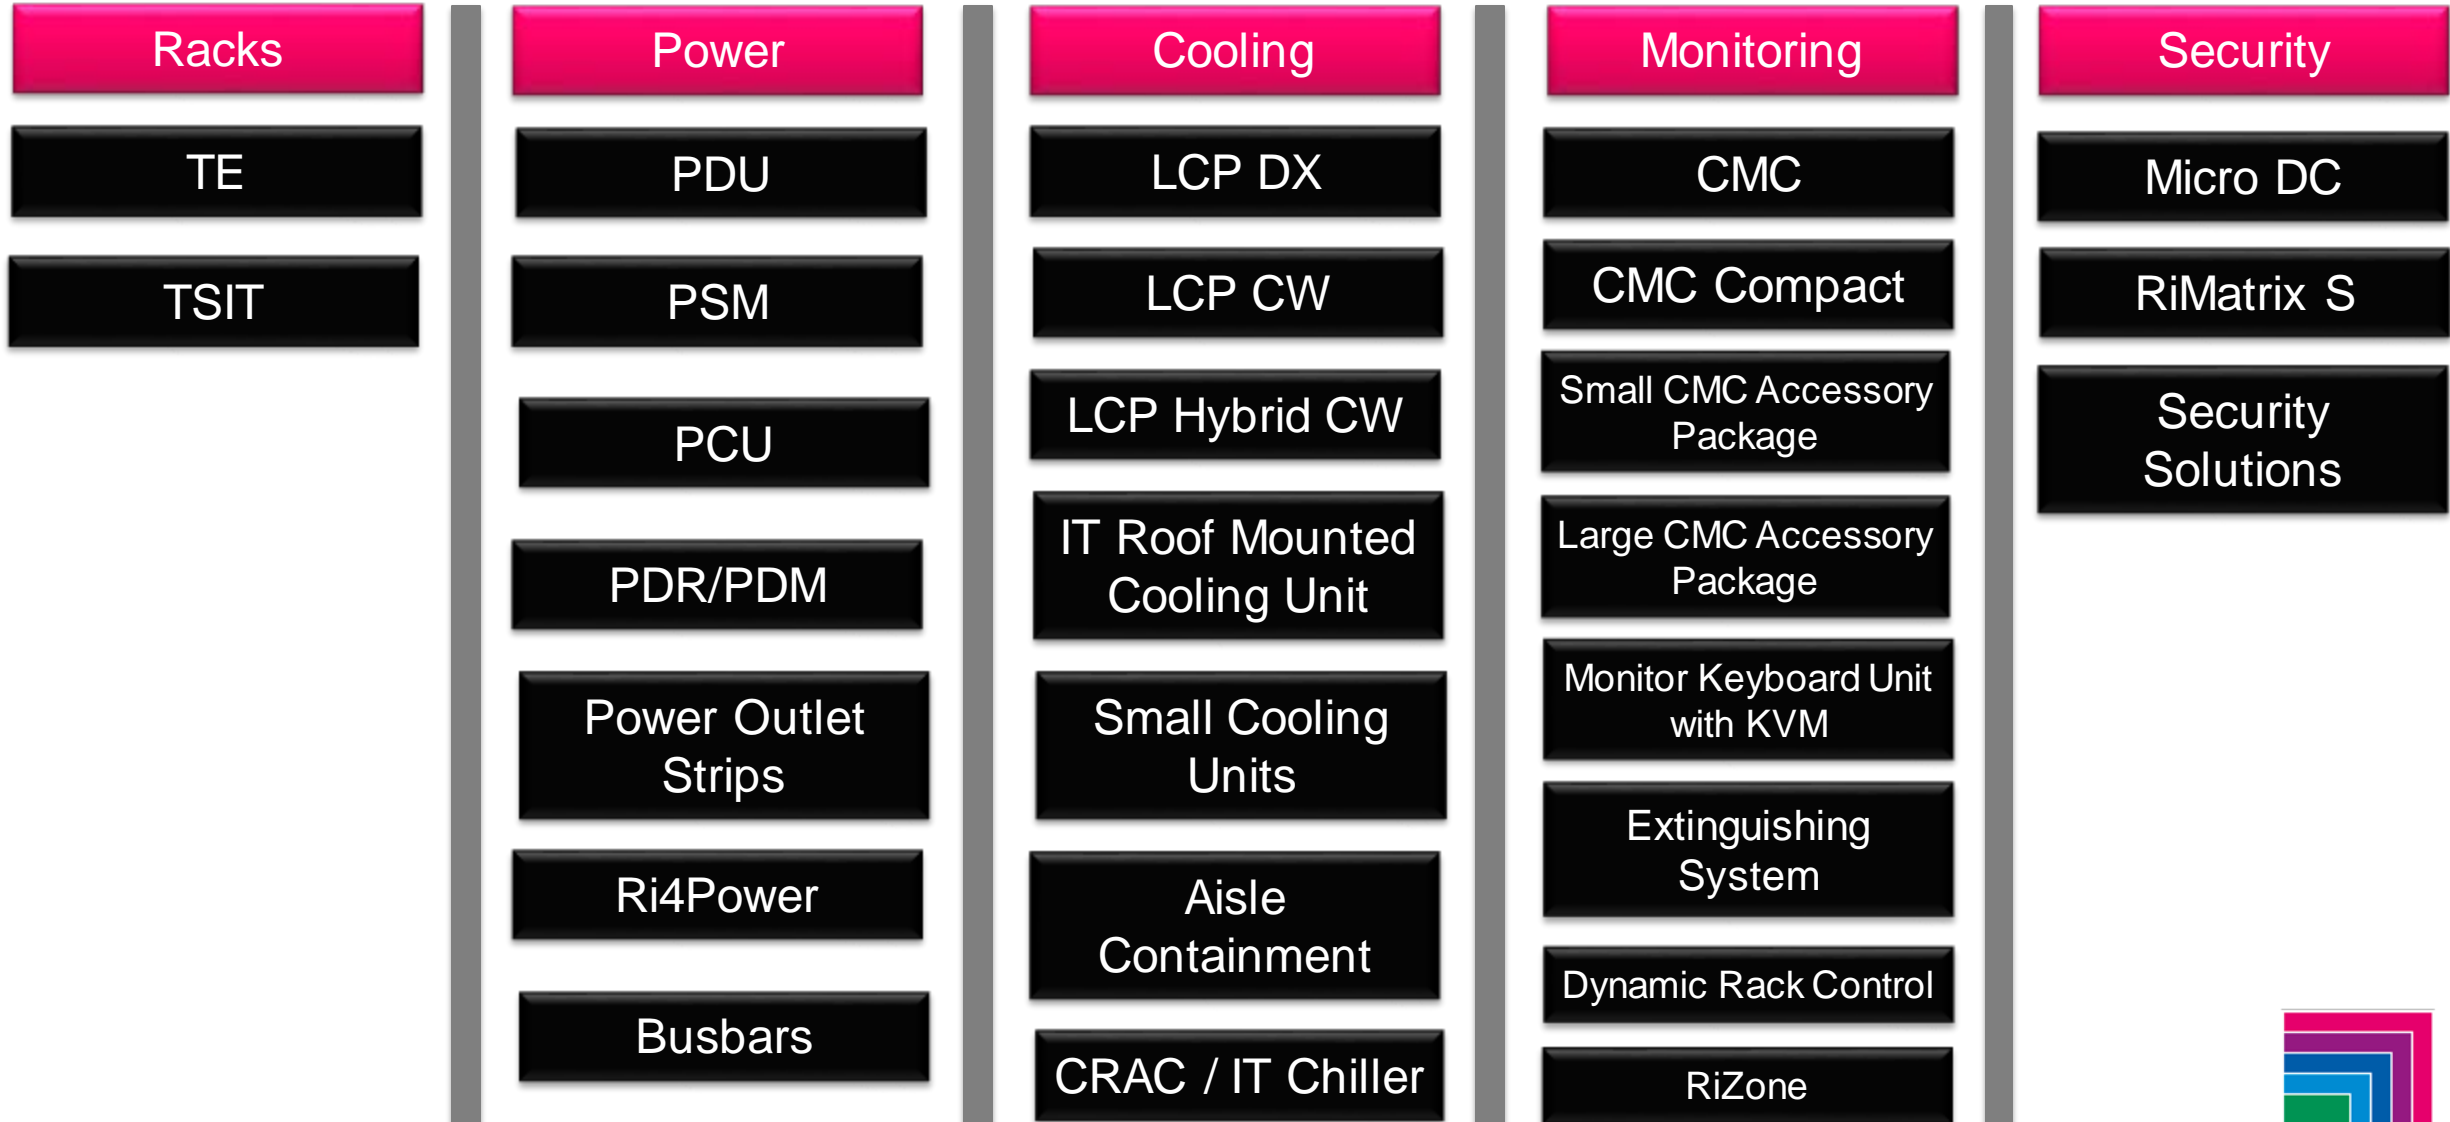 Racks
TE
TSIT
Power
PDU
PSM
PCU
PDR/PDM
Power Outlet
Strips
Ri4Power
Busbars
Cooling
LCP DX
LCP CW
LCP Hybrid CW
IT Roof Mounted
Cooling Unit
Small Cooling
Units
Aisle
Containment
CRAC / IT Chiller
Monitoring
CMC
CMC Compact
Small CMC Accessory
Package
Large CMC Accessory
Package
Monitor Keyboard Unit
with KVM
Extinguishing
System
Dynamic Rack Control
RiZone
Security
Micro DC
RiMatrix S
Security
Solutions